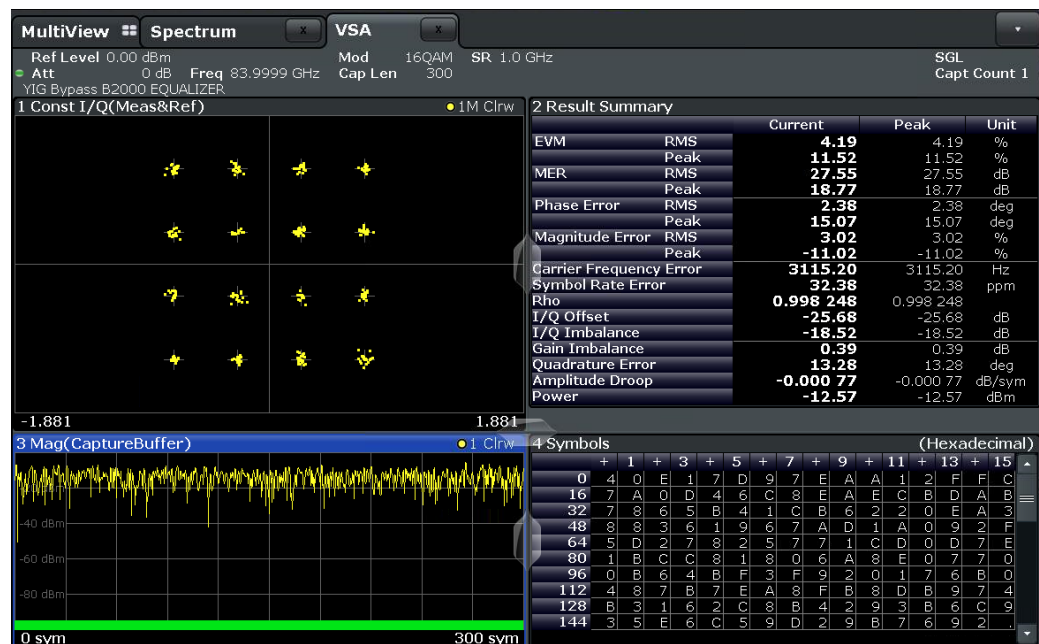 MultiView Spectrum x VSA x
Ref Level 0.00 dBm Mod 16QAM SR 1.0 GHz SGL
Att 0 dB Freq 83.9999 GHz Cap Len 300 Capt Count 1
YIG Bypass B2000 EQUALIZER
1 Const I/Q(Meas&Ref) 1M Clrw
-1.881 1.881
2 Result Summary
Current Peak Unit
EVM RMS 4.19 4.19 %
Peak 11.52 11.52 %
MER RMS 27.55 27.55 dB
Peak 18.77 18.77 dB
Phase Error RMS 2.38 2.38 deg
Peak 15.07 15.07 deg
Magnitude Error RMS 3.02 3.02 %
Peak -11.02 -11.02 %
Carrier Frequency Error 3115.20 3115.20 Hz
Symbol Rate Error 32.38 32.38 ppm
Rho 0.998 248 0.998 248
I/Q Offset -25.68 -25.68 dB
I/Q Imbalance -18.52 -18.52 dB
Gain Imbalance 0.39 0.39 dB
Quadrature Error 13.28 13.28 deg
Amplitude Droop -0.000 77 -0.000 77 dB/sym
Power -12.57 -12.57 dBm
3 Mag(CaptureBuffer) 1 Clrw
-40 dBm
-60 dBm
-80 dBm
0 sym 300 sym
4 Symbols (Hexadecimal)
+ 1 + 3 + 5 + 7 + 9 + 11 + 13 + 15
0 4 0 E 1 7 D 9 7 E A A 1 2 F F C
16 7 A 0 D 4 6 C 8 E A E C B D A B
32 7 8 6 5 B 4 1 C B 6 2 2 0 E A 3
48 8 8 3 6 1 9 6 7 A D 1 A 0 9 2 F
64 5 D 2 7 8 2 5 7 7 1 C D 0 D 7 E
80 1 B C C 8 1 8 0 6 A 8 E 0 7 7 0
96 0 B 6 4 B F 3 F 9 2 0 1 7 6 B 0
112 4 8 7 B 7 E A 8 F B 8 D B 9 7 4
128 B 3 1 6 2 C 8 B 4 2 9 3 B 6 C 9
144 3 5 E 6 C 5 9 D 2 9 B 7 6 9 2 .